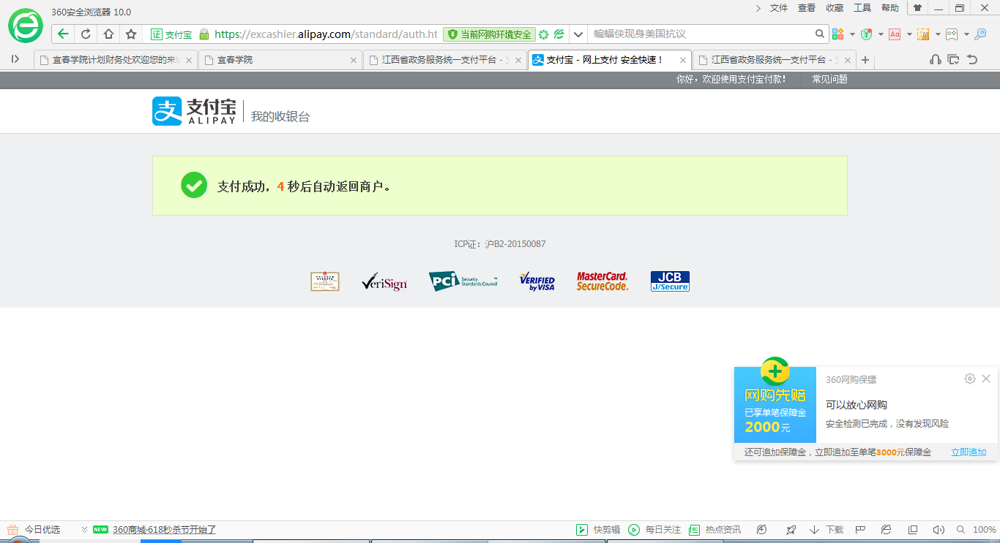 360安全浏览器 10.0
文件 查看 收藏 工具 帮助
证 支付宝 https://excashier.alipay.com/standard/auth.ht 当前网购环境安全 蝙蝠侠现身美国抗议
宜春学院计划财务处欢迎您的来 宜春学院 江西省政务服务统一支付平台 - 支付宝 - 网上支付 安全快速！ 江西省政务服务统一支付平台 -
你好，欢迎使用支付宝付款！ 常见问题
支 支付宝 ALIPAY 我的收银台
支付成功，4 秒后自动返回商户。
ICP证：沪B2-20150087
VeriSign PCI Security Standards Council VERIFIED by VISA MasterCard. SecureCode. JCB J/Secure
360网购保镖
网购先赔
可以放心网购
已享单笔保障金
安全检测已完成，没有发现风险
2000元
还可追加保障金，立即追加至单笔3000元保障金 立即追加
今日优选 NEW 360商城·618秒杀节开始了 快剪辑 每日关注 热点资讯 下载 100%